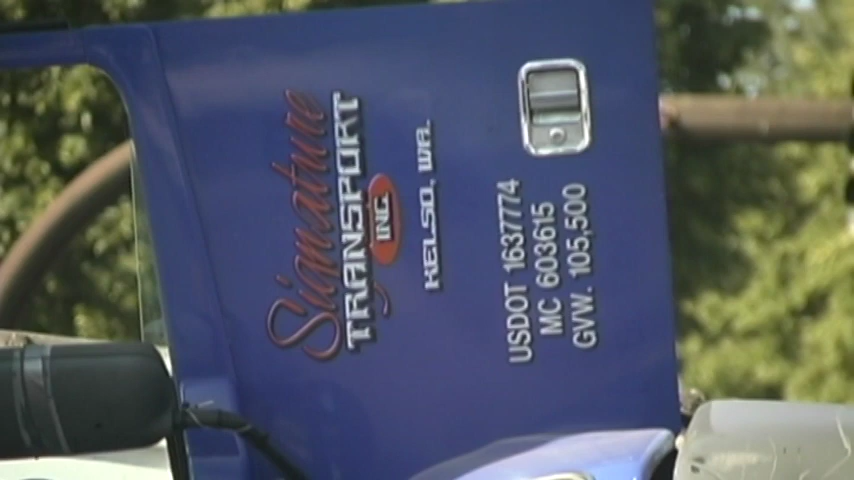 Signature
TRANSPORT
INC.
KELSO, WA.
USDOT 1637774
MC 603615
GVW. 105,500